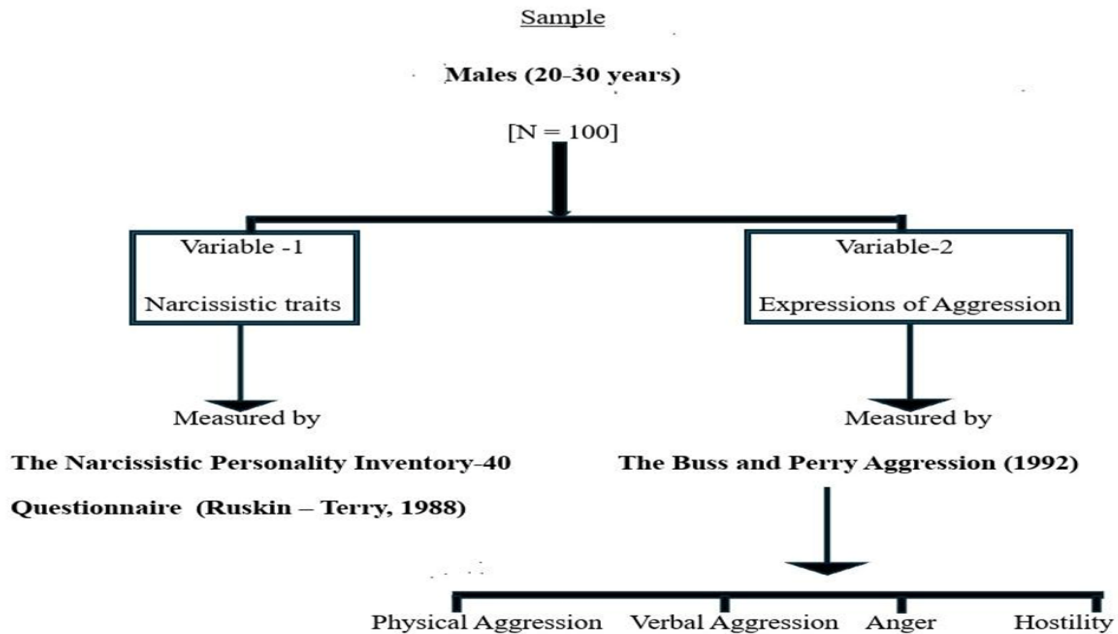 Sample
Males (20-30 years)
[N = 100]
Variable -1
Narcissistic traits
Variable-2
Expressions of Aggression
Measured by
The Narcissistic Personality Inventory-40
Questionnaire (Ruskin – Terry, 1988)
Measured by
The Buss and Perry Aggression (1992)
Physical Aggression
Verbal Aggression
Anger
Hostility